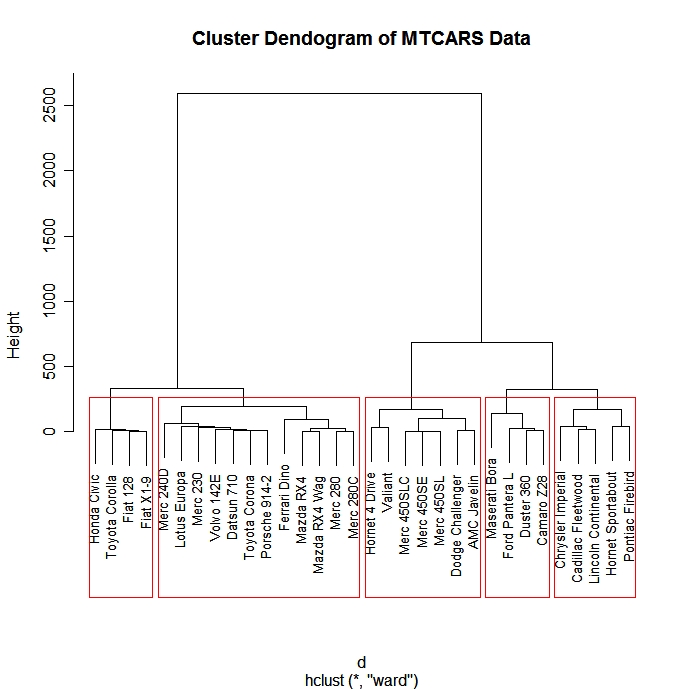 Cluster Dendogram of MTCARS Data
Height
2500
2000
1500
1000
500
0
Honda Civic
Toyota Corolla
Fiat 128
Fiat X1-9
Merc 240D
Lotus Europa
Merc 230
Volvo 142E
Datsun 710
Toyota Corona
Porsche 914-2
Ferrari Dino
Mazda RX4
Mazda RX4 Wag
Merc 280
Merc 280C
Hornet 4 Drive
Valiant
Merc 450SLC
Merc 450SE
Merc 450SL
Dodge Challenger
AMC Javelin
Maserati Bora
Ford Pantera L
Duster 360
Camaro Z28
Chrysler Imperial
Cadillac Fleetwood
Lincoln Continental
Hornet Sportabout
Pontiac Firebird
d
hclust (*, "ward")